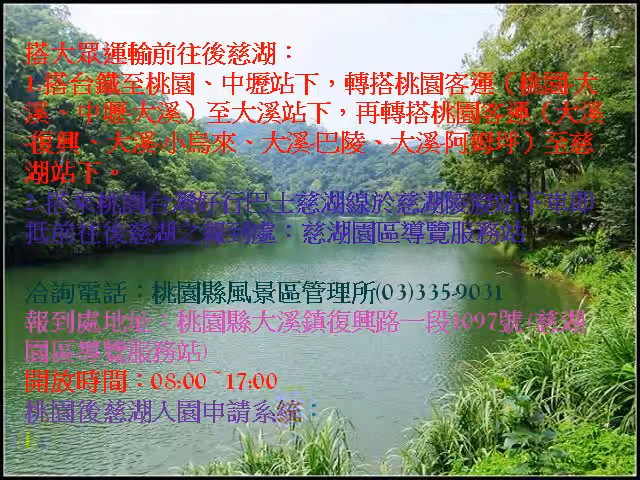 搭大眾運輸前往後慈湖：
1.搭台鐵至桃園、中壢站下，轉搭桃園客運（桃園-大
溪、中壢-大溪）至大溪站下，再轉搭桃園客運（大溪
-復興、大溪-小烏來、大溪-巴陵、大溪-阿姆坪）至慈
湖站下。
2.搭乘桃園台灣好行巴士慈湖線於慈湖陵寢站下車即
抵前往後慈湖之報到處：慈湖園區導覽服務站
洽詢電話：桃園縣風景區管理所(03)335-9031
報到處地址：桃園縣大溪鎮復興路一段1097號(慈湖
園區導覽服務站)
開放時間：08:00~17:00
桃園後慈湖入園申請系統：